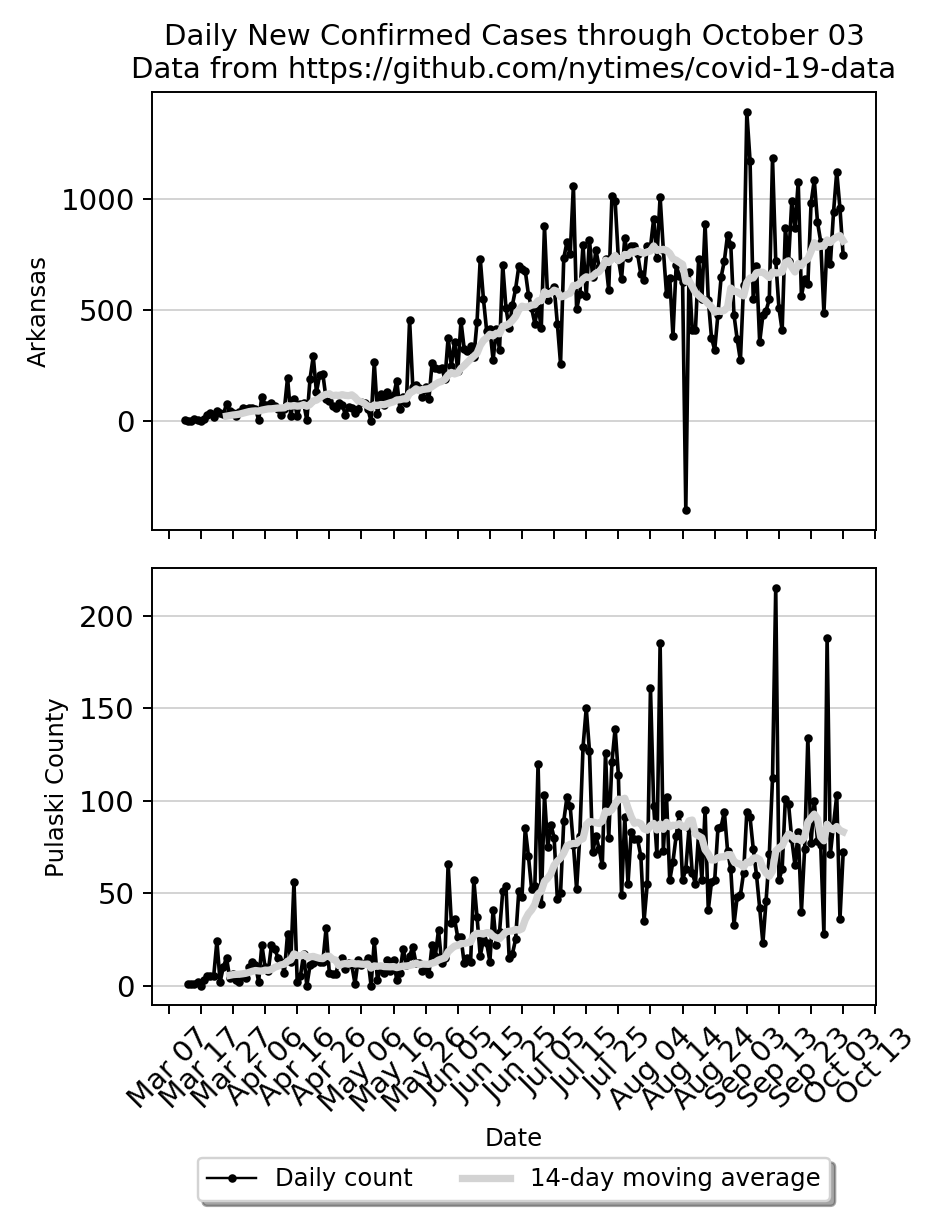 Daily New Confirmed Cases through October 03
Data from https://github.com/nytimes/covid-19-data
Arkansas
1000
500
0
Pulaski County
200
150
100
50
0
Mar 07
Mar 17
Mar 27
Apr 06
Apr 16
Apr 26
May 06
May 16
May 26
Jun 05
Jun 15
Jun 25
Jul 05
Jul 15
Jul 25
Aug 04
Aug 14
Aug 24
Sep 03
Sep 13
Sep 23
Oct 03
Oct 13
Date
Daily count
14-day moving average